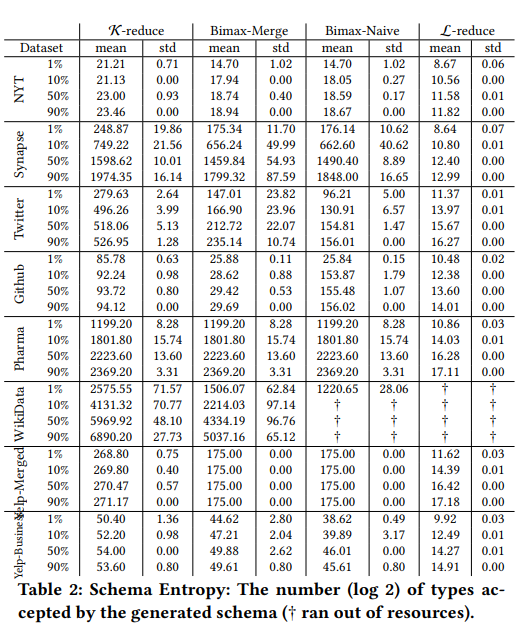 𝒦-reduce Bimax-Merge Bimax-Naive ℒ-reduce
Dataset mean std mean std mean std mean std
NYT
1% 21.21 0.71 14.70 1.02 14.70 1.02 8.67 0.06
10% 21.13 0.00 17.94 0.00 18.05 0.27 10.56 0.00
50% 23.00 0.93 18.74 0.40 18.59 0.17 11.58 0.01
90% 23.46 0.00 18.94 0.00 18.67 0.00 11.82 0.00
Synapse
1% 248.87 19.86 175.34 11.70 176.14 10.62 8.64 0.07
10% 749.22 21.56 656.24 49.99 662.60 40.62 10.80 0.01
50% 1598.62 10.01 1459.84 54.93 1490.40 8.89 12.40 0.00
90% 1974.35 16.14 1799.32 87.59 1848.00 16.65 12.99 0.00
Twitter
1% 279.63 2.64 147.01 23.82 96.21 5.00 11.37 0.01
10% 496.26 3.99 166.90 23.96 130.91 6.57 13.97 0.01
50% 518.06 5.13 212.72 22.07 154.81 1.47 15.67 0.00
90% 526.95 1.28 235.14 10.74 156.01 0.00 16.27 0.00
Github
1% 85.78 0.63 25.88 0.11 25.84 0.15 10.48 0.02
10% 92.24 0.98 28.62 0.88 153.87 1.79 12.38 0.00
50% 93.72 0.80 29.42 0.53 155.48 1.07 13.60 0.00
90% 94.12 0.00 29.69 0.00 156.02 0.00 14.01 0.00
Pharma
1% 1199.20 8.28 1199.20 8.28 1199.20 8.28 10.86 0.03
10% 1801.80 15.74 1801.80 15.74 1801.80 15.74 14.03 0.01
50% 2223.60 13.60 2223.60 13.60 2223.60 13.60 16.28 0.00
90% 2369.20 3.31 2369.20 3.31 2369.20 3.31 17.11 0.00
WikiData
1% 2575.55 71.57 1506.07 62.84 1220.65 28.06 † †
10% 4131.32 70.77 2214.03 97.14 † † † †
50% 5969.92 48.10 4334.19 96.76 † † † †
90% 6890.20 27.73 5037.16 65.12 † † † †
Yelp-Merged
1% 268.80 0.75 175.00 0.00 175.00 0.00 11.62 0.03
10% 269.80 0.40 175.00 0.00 175.00 0.00 14.39 0.01
50% 270.47 0.57 175.00 0.00 175.00 0.00 16.42 0.00
90% 271.17 0.00 175.00 0.00 175.00 0.00 17.18 0.00
Yelp-Business
1% 50.40 1.36 44.62 2.80 38.62 0.49 9.92 0.03
10% 52.20 0.98 47.21 2.04 39.89 3.17 12.49 0.01
50% 54.00 0.00 49.88 2.62 46.01 0.00 14.27 0.01
90% 53.60 0.80 49.61 0.80 45.61 0.80 14.91 0.00
Table 2: Schema Entropy: The number (log 2) of types ac-
cepted by the generated schema († ran out of resources).